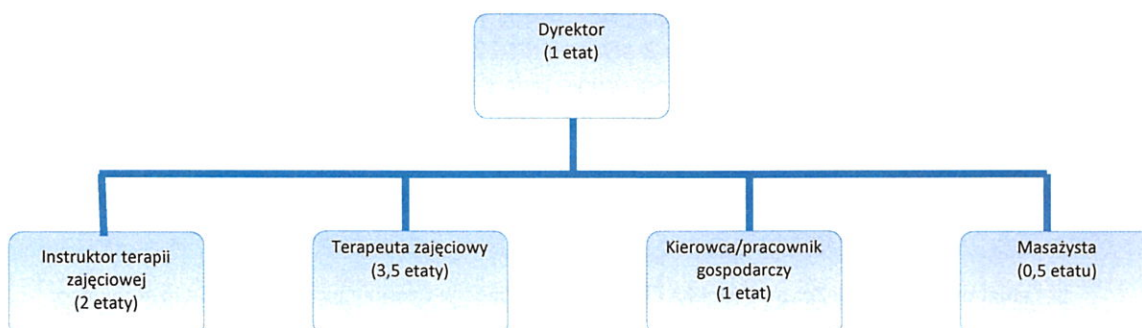 Dyrektor
(1 etat)
Instruktor terapii
zajęciowej
(2 etaty)
Terapeuta zajęciowy
(3,5 etaty)
Kierowca/pracownik
gospodarczy
(1 etat)
Masażysta
(0,5 etatu)